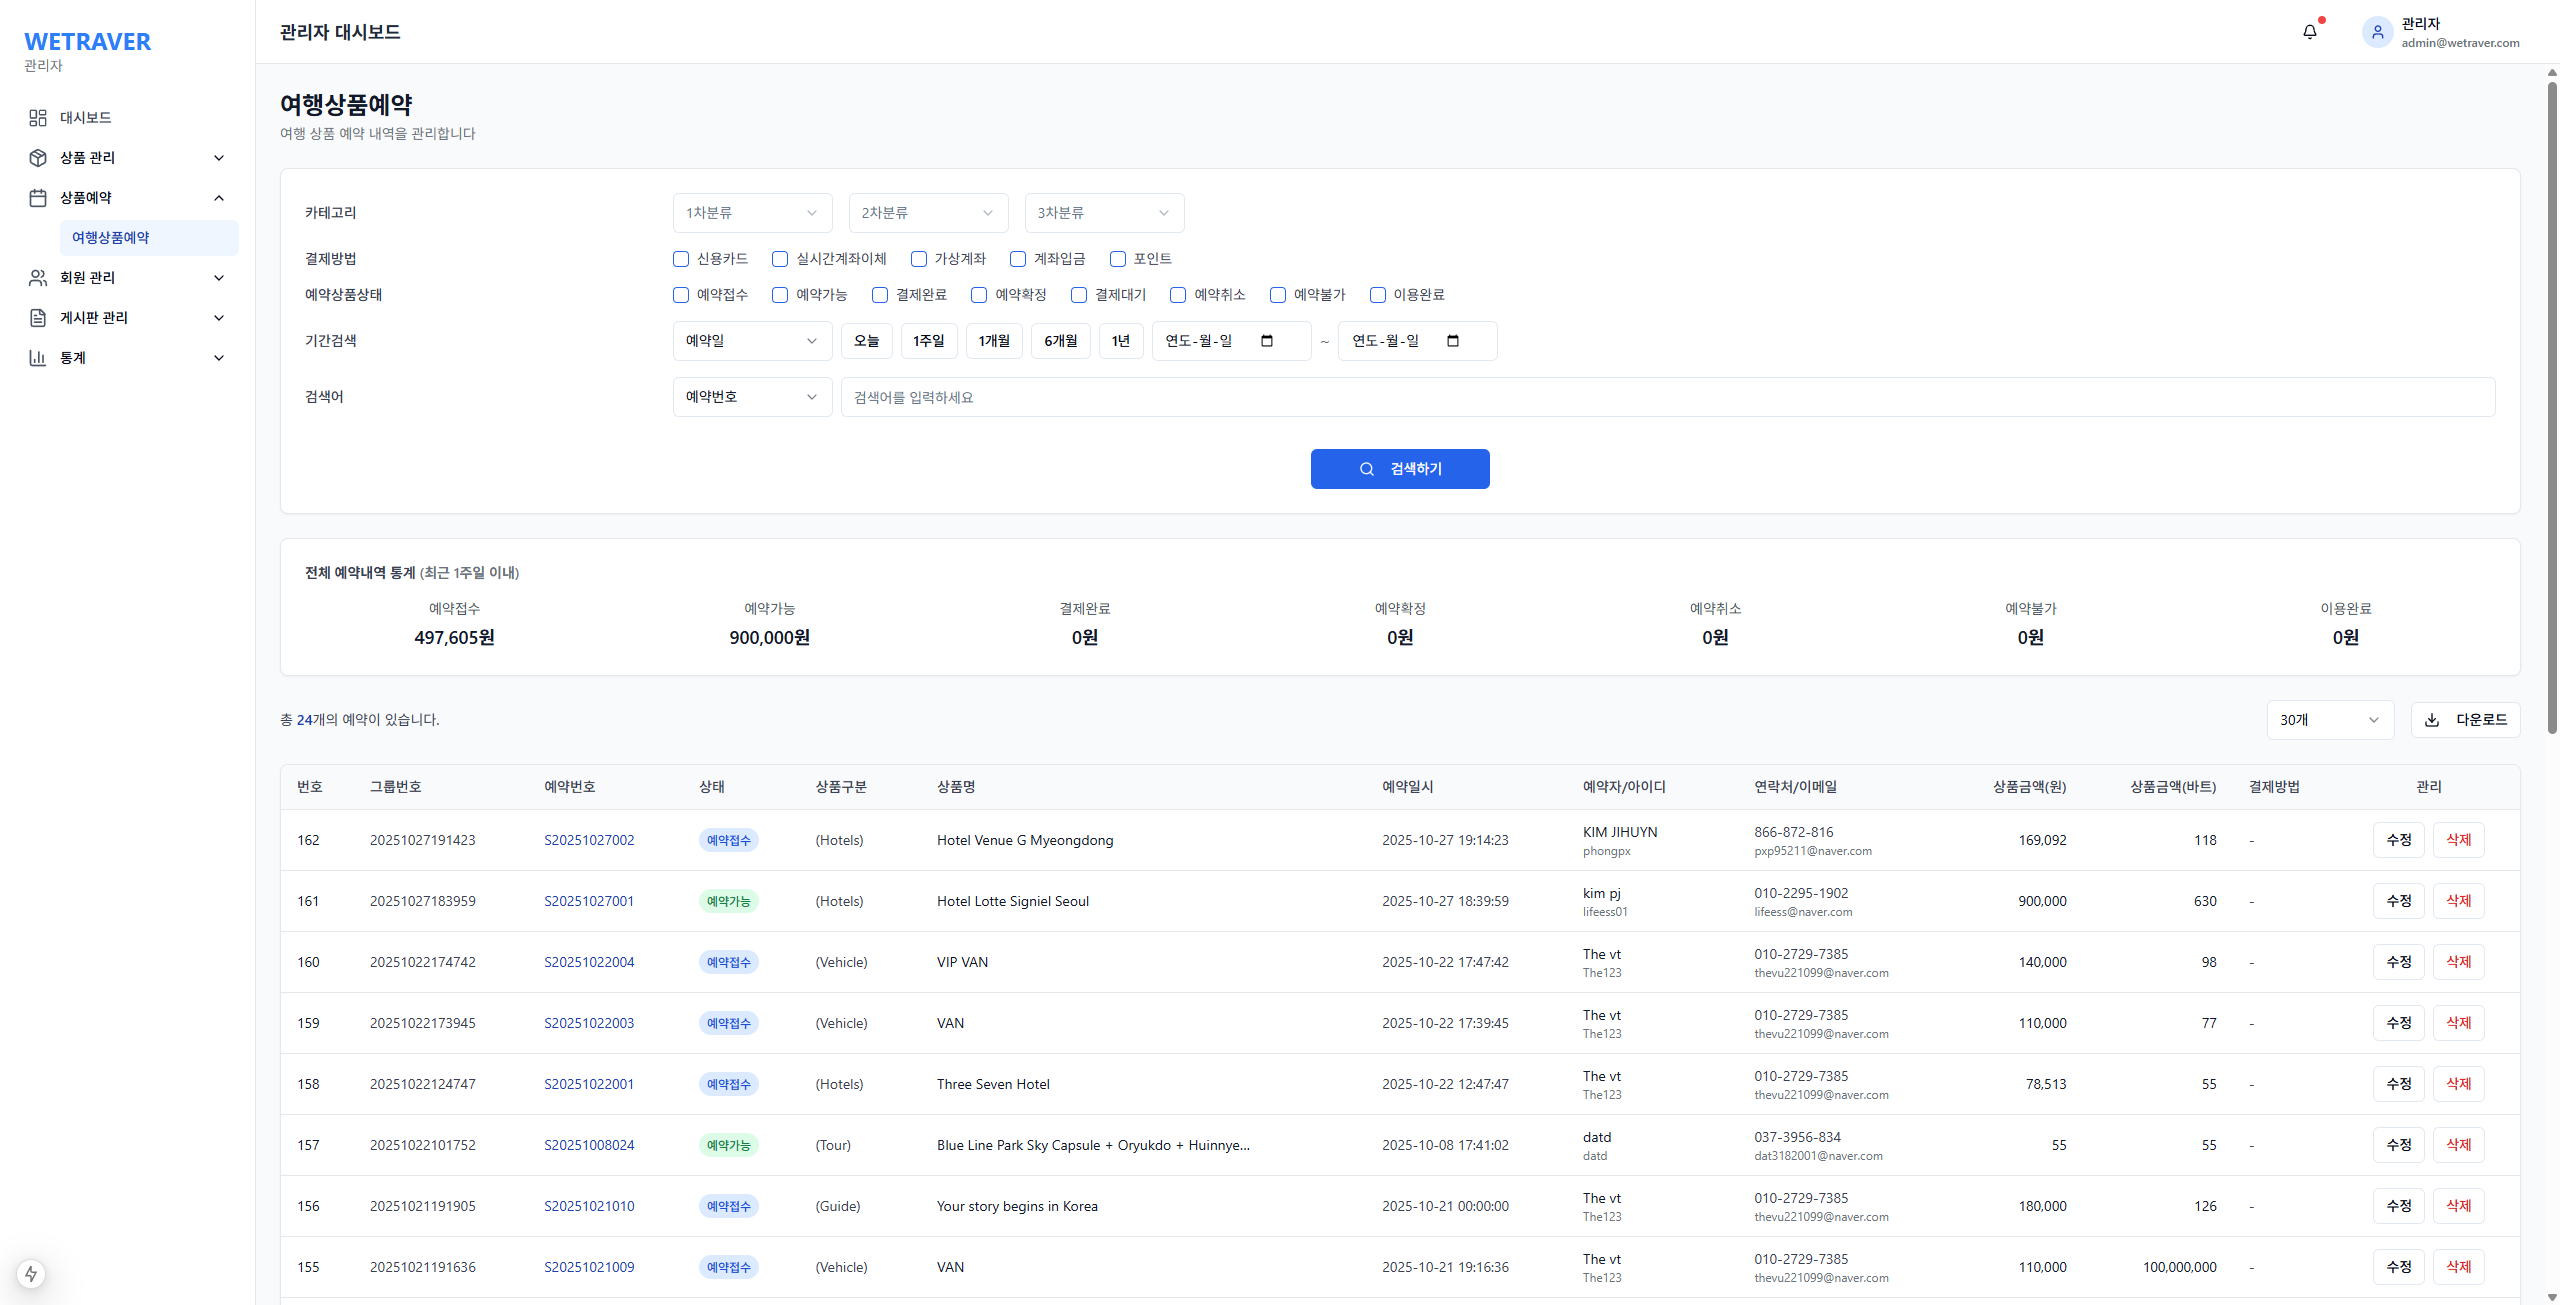 WETRAVER
관리자
대시보드
상품 관리
상품예약
여행상품예약
회원 관리
게시판 관리
통계
관리자 대시보드
관리자
admin@wetraver.com
여행상품예약
여행 상품 예약 내역을 관리합니다
카테고리 1차분류 2차분류 3차분류
결제방법 신용카드 실시간계좌이체 가상계좌 계좌입금 포인트
예약상품상태 예약접수 예약가능 결제완료 예약확정 결제대기 예약취소 예약불가 이용완료
기간검색 예약일 오늘 1주일 1개월 6개월 1년 연도-월-일 ~ 연도-월-일
검색어 예약번호 검색어를 입력하세요
검색하기
전체 예약내역 통계 (최근 1주일 이내)
예약접수 예약가능 결제완료 예약확정 예약취소 예약불가 이용완료
497,605원 900,000원 0원 0원 0원 0원 0원
총 24개의 예약이 있습니다. 30개 다운로드
번호 그룹번호 예약번호 상태 상품구분 상품명 예약일시 예약자/아이디 연락처/이메일 상품금액(원) 상품금액(바트) 결제방법 관리
162 20251027191423 S20251027002 예약접수 (Hotels) Hotel Venue G Myeongdong 2025-10-27 19:14:23 KIM JIHUYN 866-872-816 169,092 118 - 수정 삭제
phongpx pxp95211@naver.com
161 20251027183959 S20251027001 예약가능 (Hotels) Hotel Lotte Signiel Seoul 2025-10-27 18:39:59 kim pj 010-2295-1902 900,000 630 - 수정 삭제
lifeess01 lifeess@naver.com
160 20251022174742 S20251022004 예약접수 (Vehicle) VIP VAN 2025-10-22 17:47:42 The vt 010-2729-7385 140,000 98 - 수정 삭제
The123 thevu221099@naver.com
159 20251022173945 S20251022003 예약접수 (Vehicle) VAN 2025-10-22 17:39:45 The vt 010-2729-7385 110,000 77 - 수정 삭제
The123 thevu221099@naver.com
158 20251022124747 S20251022001 예약접수 (Hotels) Three Seven Hotel 2025-10-22 12:47:47 The vt 010-2729-7385 78,513 55 - 수정 삭제
The123 thevu221099@naver.com
157 20251022101752 S20251008024 예약가능 (Tour) Blue Line Park Sky Capsule + Oryukdo + Huinnye... 2025-10-08 17:41:02 datd 037-3956-834 55 55 - 수정 삭제
datd dat3182001@naver.com
156 20251021191905 S20251021010 예약접수 (Guide) Your story begins in Korea 2025-10-21 00:00:00 The vt 010-2729-7385 180,000 126 - 수정 삭제
The123 thevu221099@naver.com
155 20251021191636 S20251021009 예약접수 (Vehicle) VAN 2025-10-21 19:16:36 The vt 010-2729-7385 110,000 100,000,000 - 수정 삭제
The123 thevu221099@naver.com